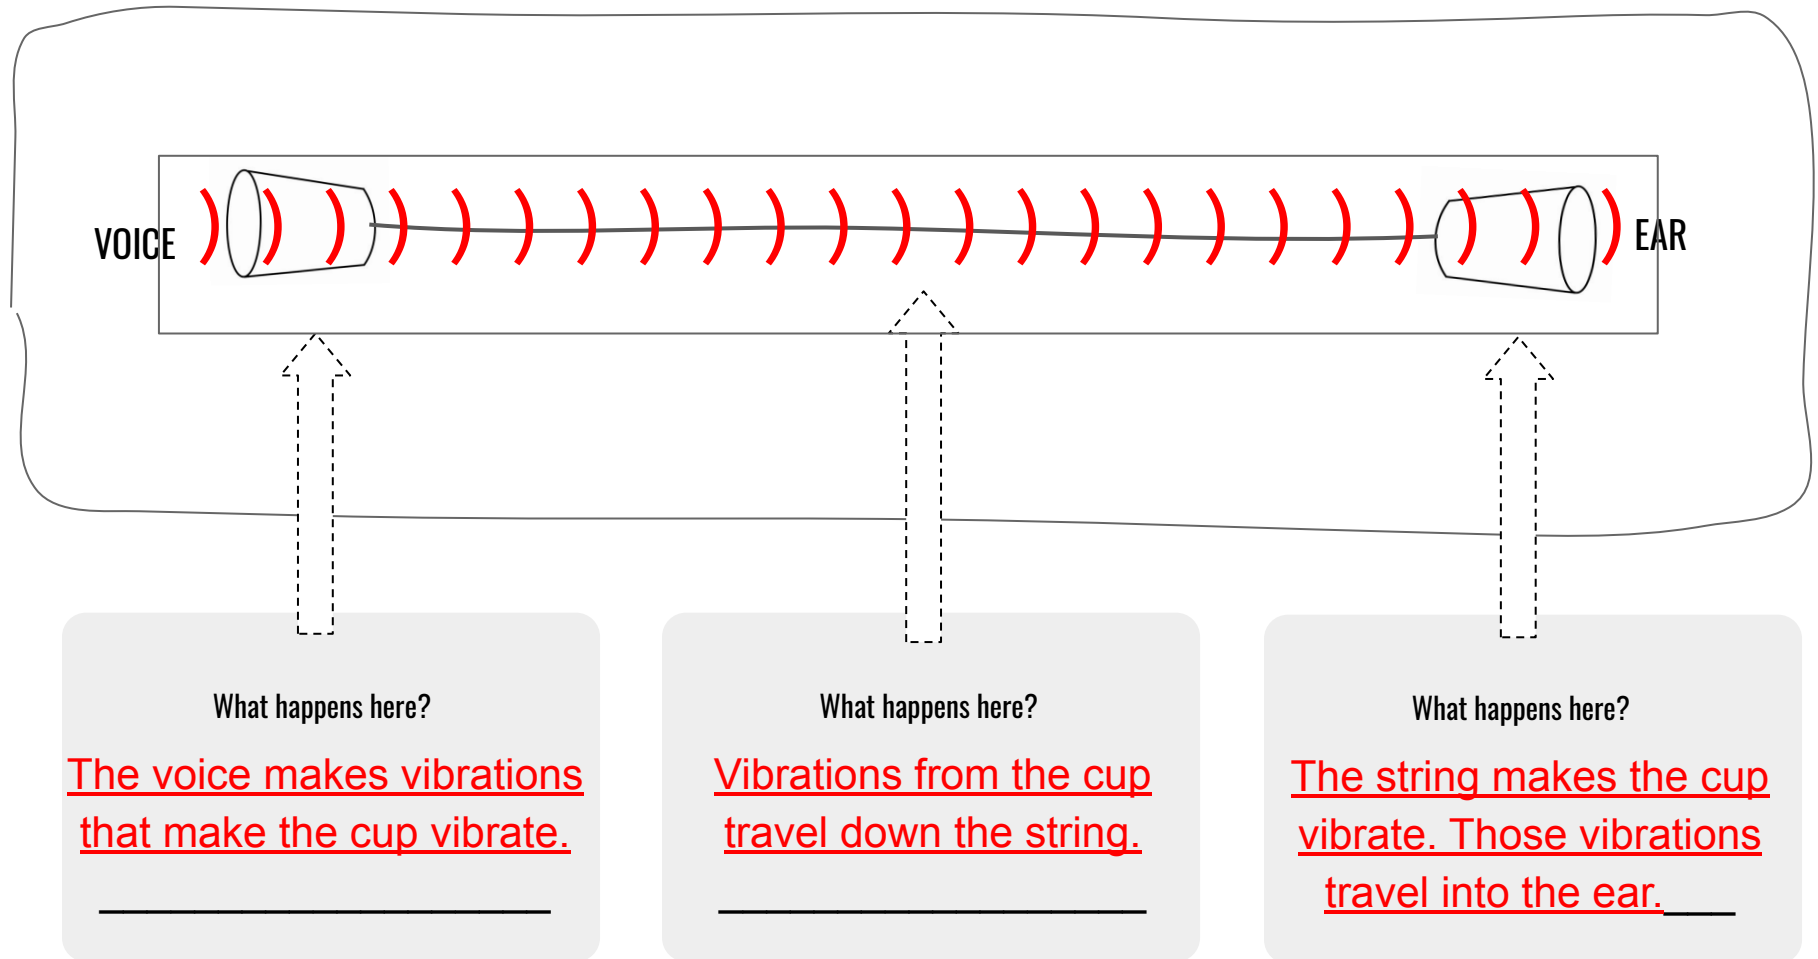 VOICE
EAR
What happens here?
The voice makes vibrations
that make the cup vibrate.
What happens here?
Vibrations from the cup
travel down the string.
What happens here?
The string makes the cup
vibrate. Those vibrations
travel into the ear.